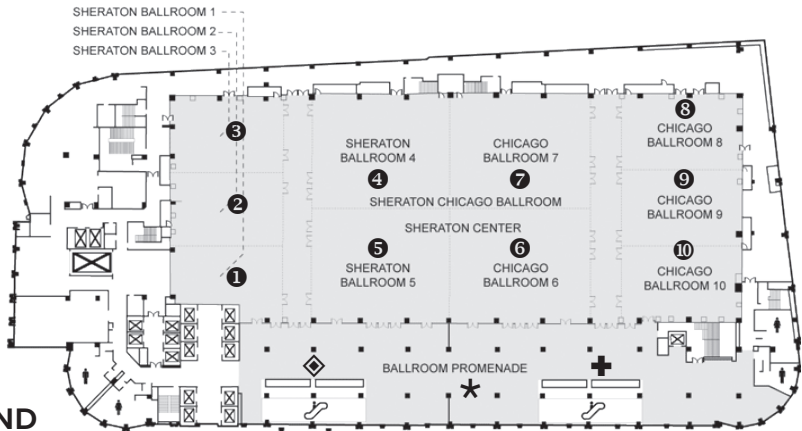 SHERATON BALLROOM 1
SHERATON BALLROOM 2
SHERATON BALLROOM 3
3
2
1
SHERATON
BALLROOM 4
4
CHICAGO
BALLROOM 7
7
SHERATON CHICAGO BALLROOM
SHERATON CENTER
5
SHERATON
BALLROOM 5
6
CHICAGO
BALLROOM 6
8
CHICAGO
BALLROOM 8
9
CHICAGO
BALLROOM 9
10
CHICAGO
BALLROOM 10
BALLROOM PROMENADE
ND